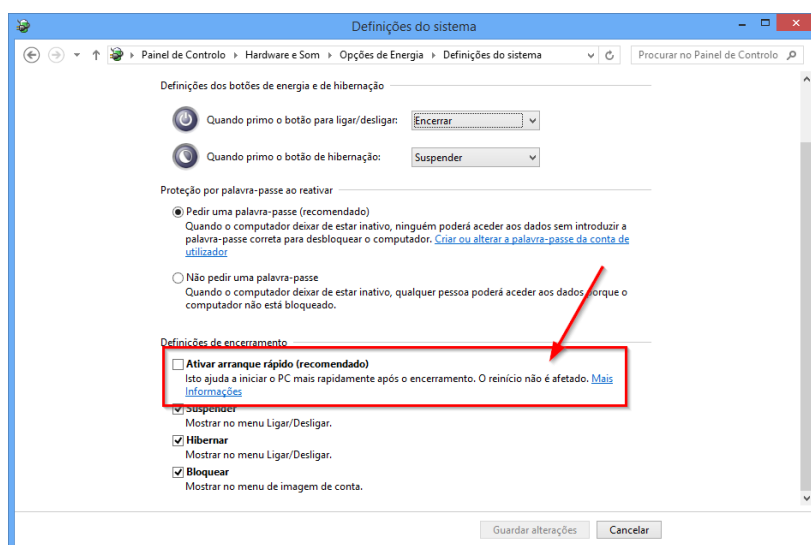 Definições do sistema
Painel de Controlo Hardware e Som Opções de Energia Definições do sistema Procurar no Painel de Controlo
Definições dos botões de energia e de hibernação
Quando primo o botão para ligar/desligar: Encerrar
Quando primo o botão de hibernação: Suspender
Proteção por palavra-passe ao reativar
Pedir uma palavra-passe (recomendado)
Quando o computador deixar de estar inativo, ninguém poderá aceder aos dados sem introduzir a
palavra-passe correta para desbloquear o computador. Criar ou alterar a palavra-passe da conta de
utilizador
Não pedir uma palavra-passe
Quando o computador deixar de estar inativo, qualquer pessoa poderá aceder aos dados porque o
computador não está bloqueado.
Definições de encerramento
Ativar arranque rápido (recomendado)
Isto ajuda a iniciar o PC mais rapidamente após o encerramento. O reinício não é afetado. Mais
Informações
Suspender
Mostrar no menu Ligar/Desligar.
Hibernar
Mostrar no menu Ligar/Desligar.
Bloquear
Mostrar no menu de imagem de conta.
Guardar alterações Cancelar